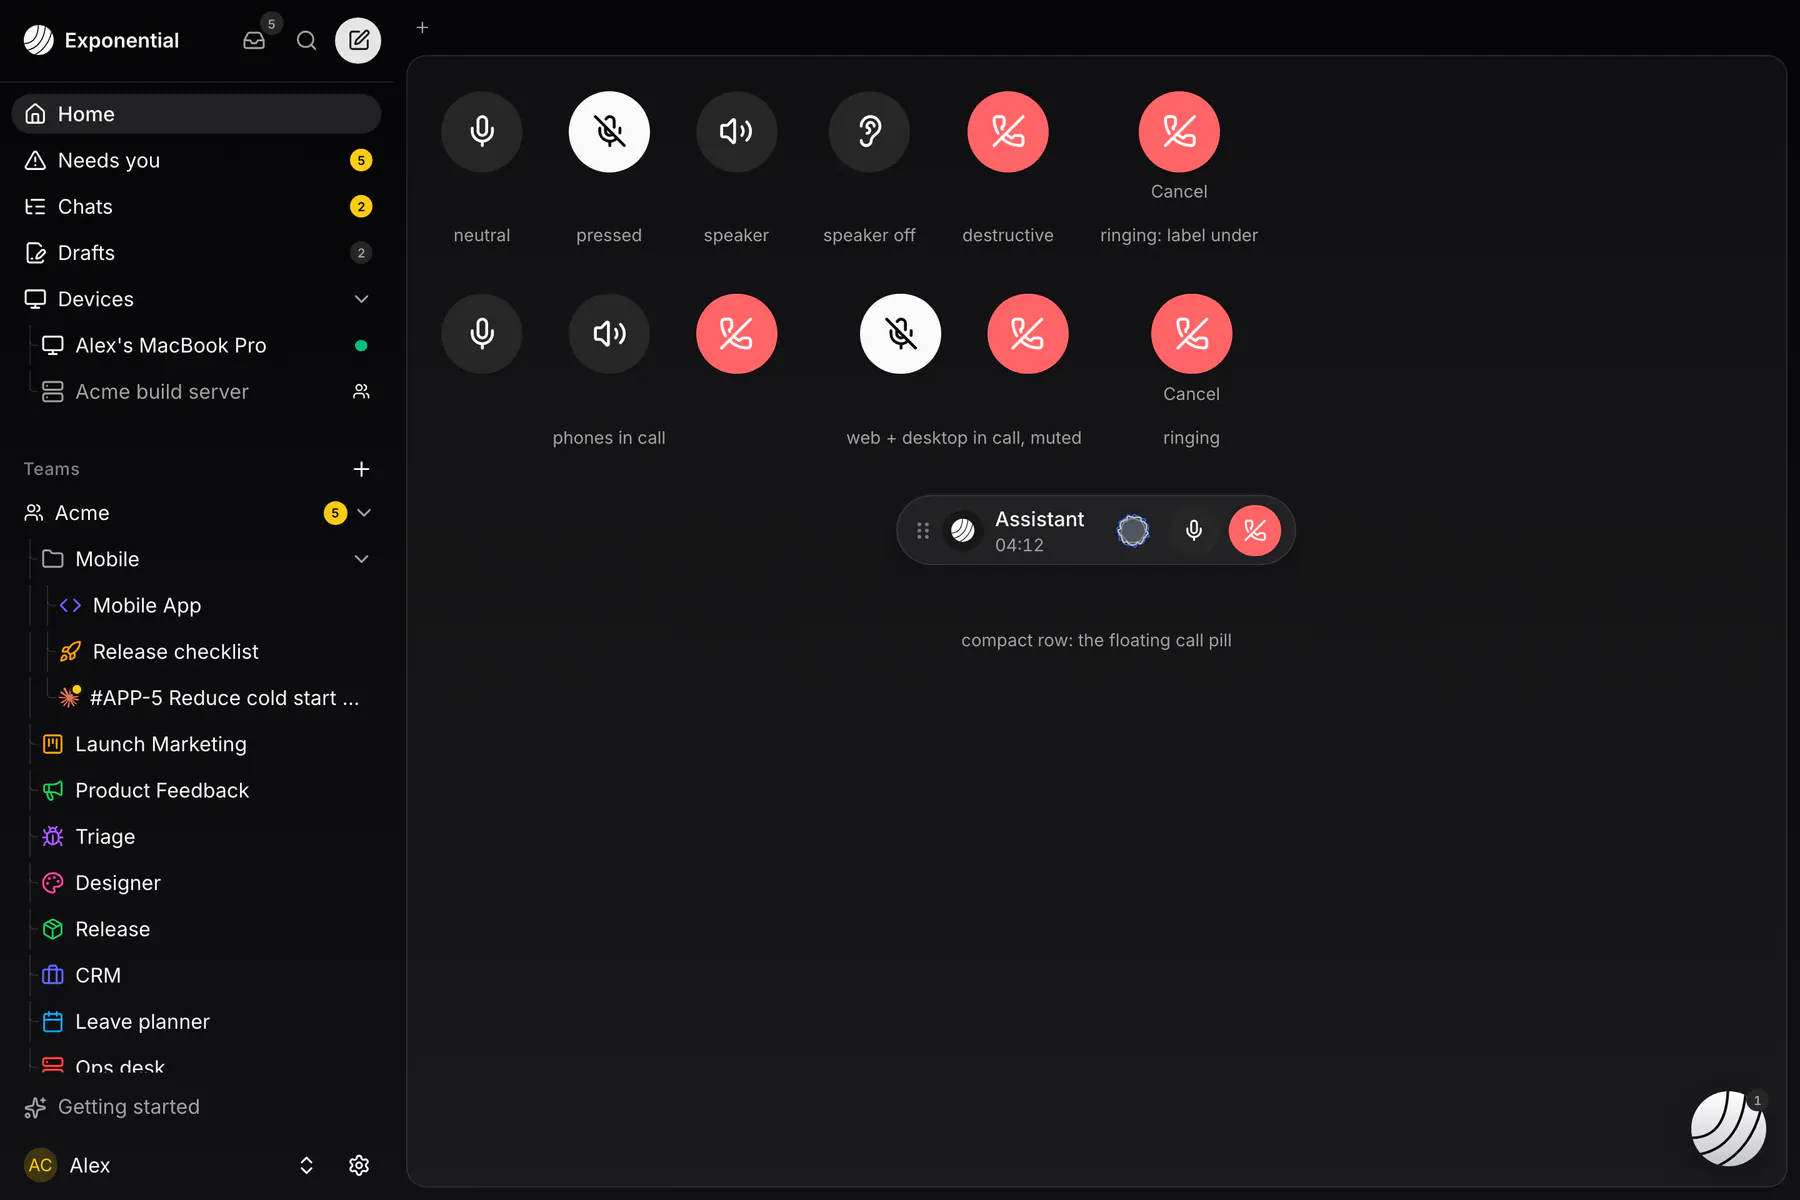 Exponential
5
Home
Needs you
5
Chats
2
Drafts
2
Devices
Alex's MacBook Pro
Acme build server
Teams
Acme
5
Mobile
Mobile App
Release checklist
#APP-5 Reduce cold start ...
Launch Marketing
Product Feedback
Triage
Designer
Release
CRM
Leave planner
Ops desk
Getting started
AC
Alex
Cancel
neutral
pressed
speaker
speaker off
destructive
ringing: label under
Cancel
phones in call
web + desktop in call, muted
ringing
Assistant
04:12
compact row: the floating call pill
1